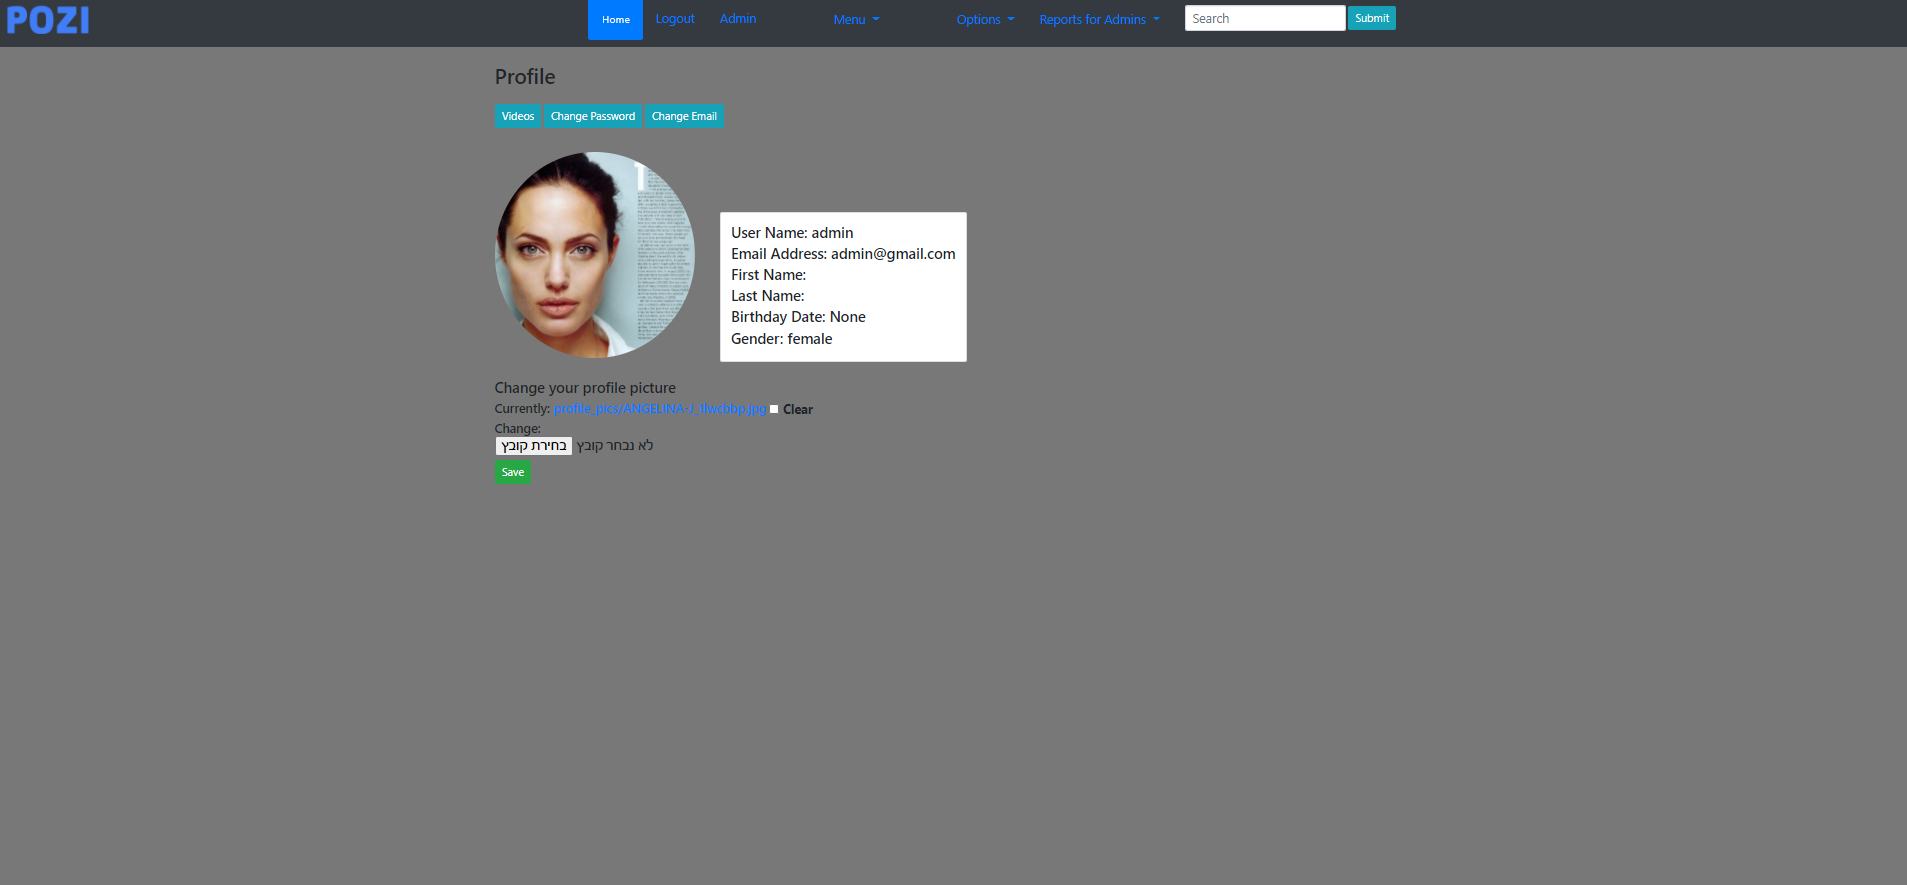 POZI
Home Logout Admin Menu Options Reports for Admins Search Submit
Profile
Videos Change Password Change Email
User Name: admin
Email Address: admin@gmail.com
First Name:
Last Name:
Birthday Date: None
Gender: female
Change your profile picture
Currently: profile_pics/ANGELINA-J_1lwcbbp.jpg Clear
Change:
בחירת קובץ לא נבחר קובץ
Save